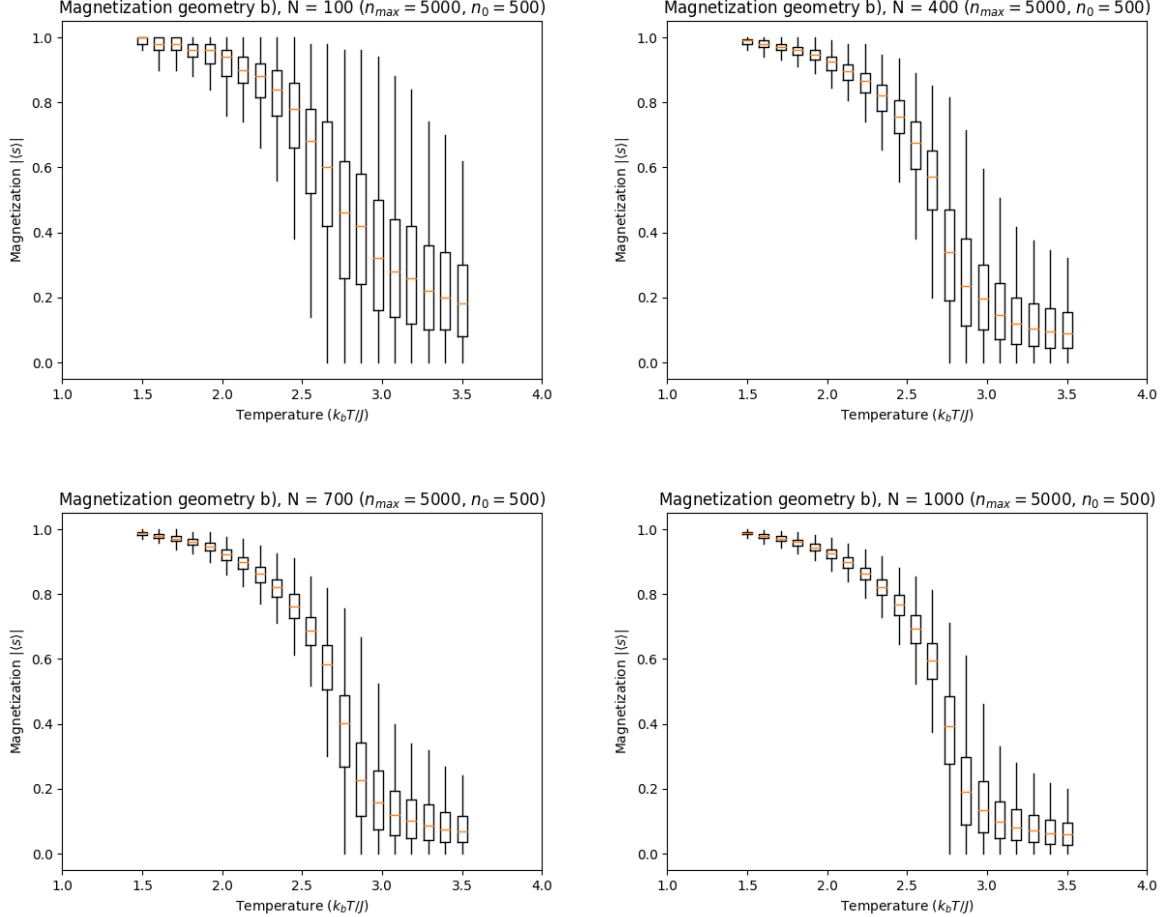 Magnetization geometry b), N = 100 (n_max = 5000, n_0 = 500)
Magnetization |⟨s⟩|
1.0
0.8
0.6
0.4
0.2
0.0
1.0 1.5 2.0 2.5 3.0 3.5 4.0
Temperature (k_bT/J)
Magnetization geometry b), N = 400 (n_max = 5000, n_0 = 500)
Magnetization |⟨s⟩|
1.0
0.8
0.6
0.4
0.2
0.0
1.0 1.5 2.0 2.5 3.0 3.5 4.0
Temperature (k_bT/J)
Magnetization geometry b), N = 700 (n_max = 5000, n_0 = 500)
Magnetization |⟨s⟩|
1.0
0.8
0.6
0.4
0.2
0.0
1.0 1.5 2.0 2.5 3.0 3.5 4.0
Temperature (k_bT/J)
Magnetization geometry b), N = 1000 (n_max = 5000, n_0 = 500)
Magnetization |⟨s⟩|
1.0
0.8
0.6
0.4
0.2
0.0
1.0 1.5 2.0 2.5 3.0 3.5 4.0
Temperature (k_bT/J)